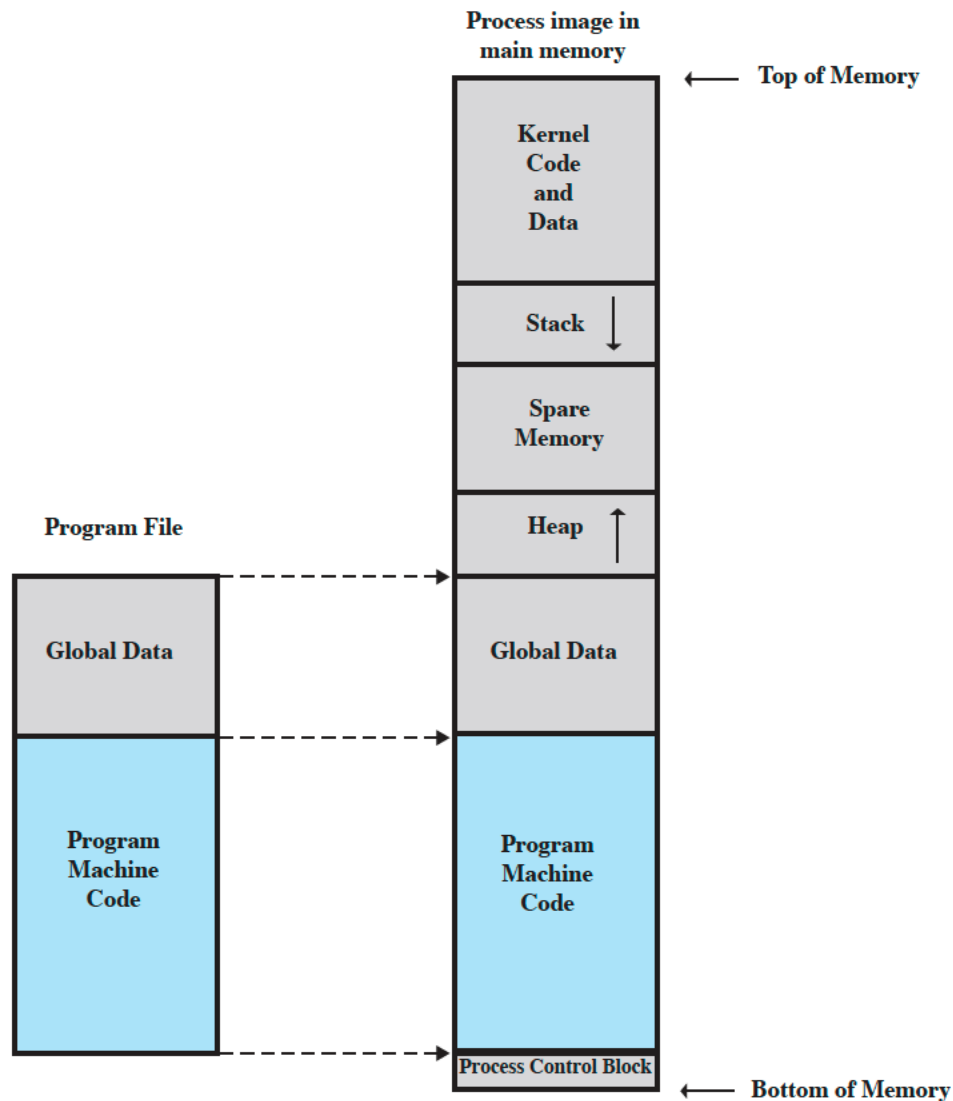 Process image in
main memory
Top of Memory
Kernel
Code
and
Data
Stack
Spare
Memory
Program File
Heap
Global Data
Global Data
Program
Machine
Code
Program
Machine
Code
Process Control Block
Bottom of Memory